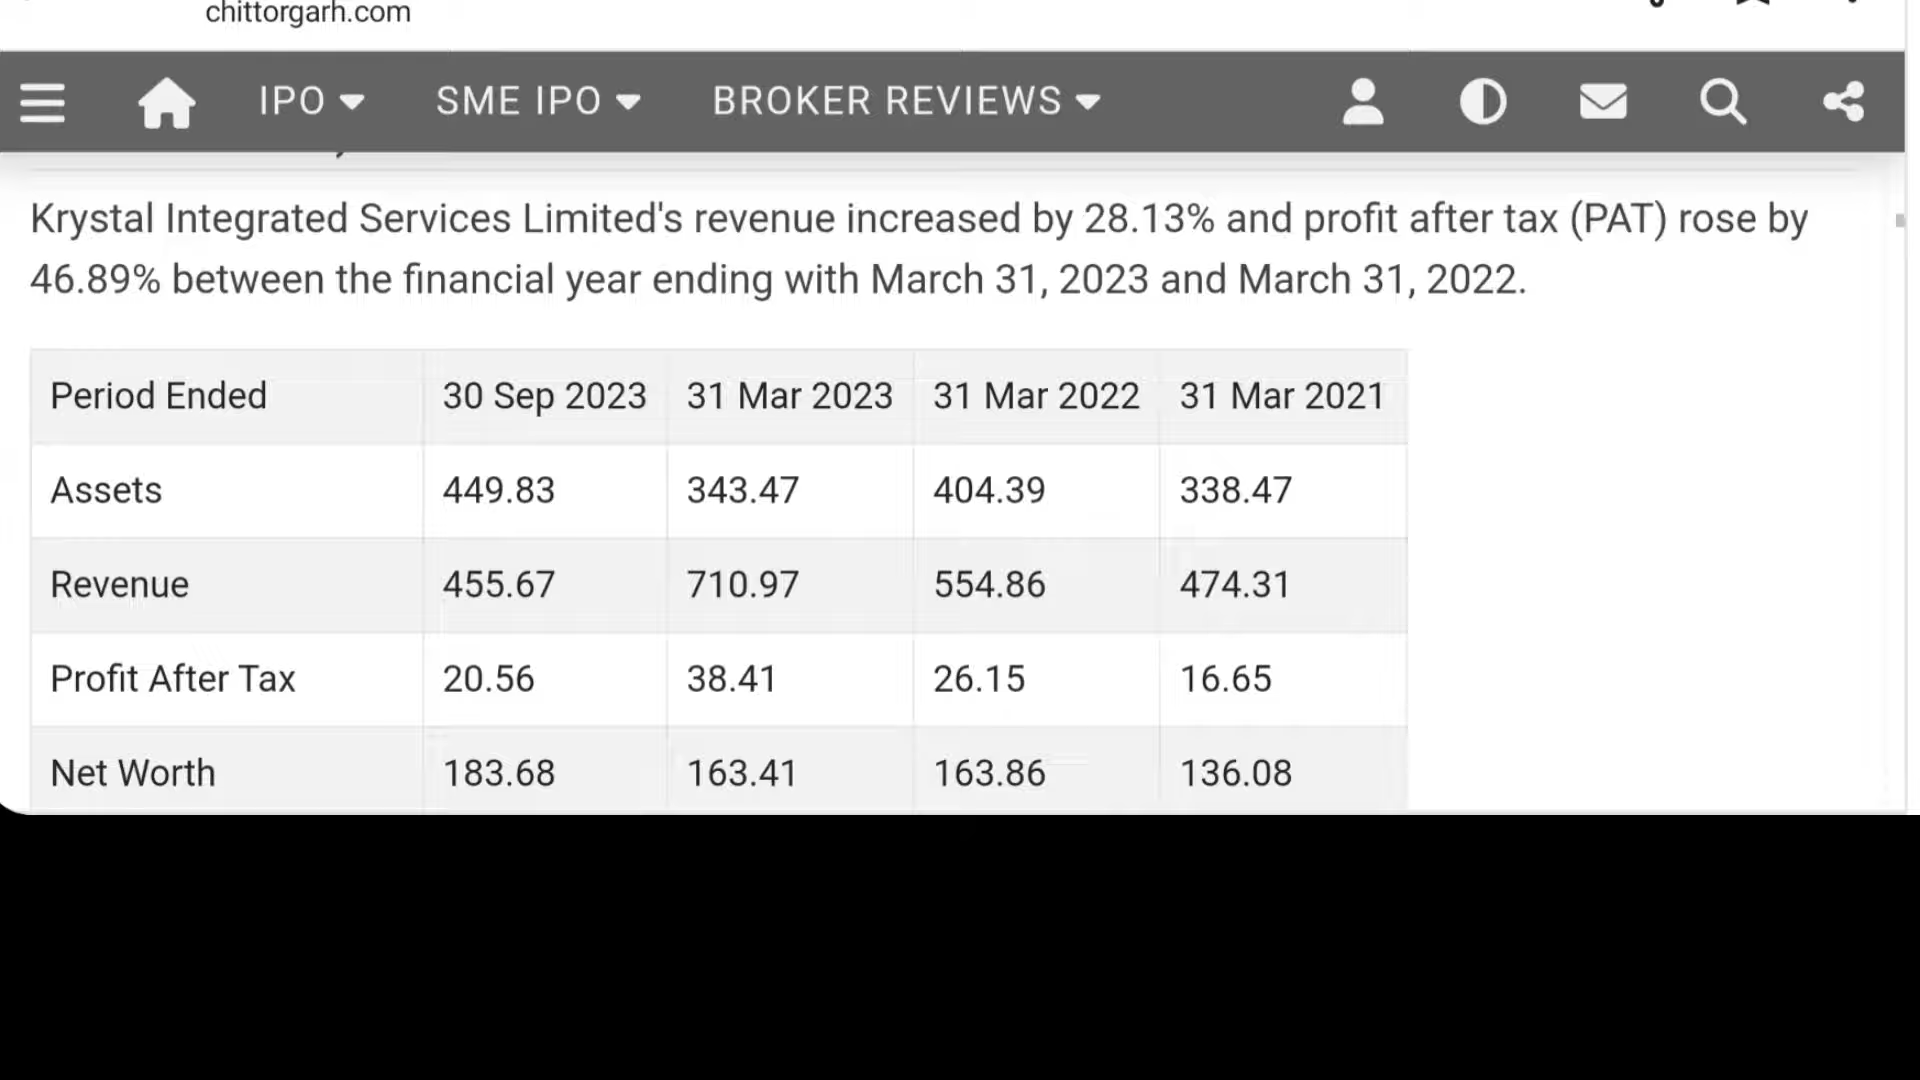 chittorgarh.com
IPO SME IPO BROKER REVIEWS
Krystal Integrated Services Limited's revenue increased by 28.13% and profit after tax (PAT) rose by
46.89% between the financial year ending with March 31, 2023 and March 31, 2022.
Period Ended 30 Sep 2023 31 Mar 2023 31 Mar 2022 31 Mar 2021
Assets 449.83 343.47 404.39 338.47
Revenue 455.67 710.97 554.86 474.31
Profit After Tax 20.56 38.41 26.15 16.65
Net Worth 183.68 163.41 163.86 136.08